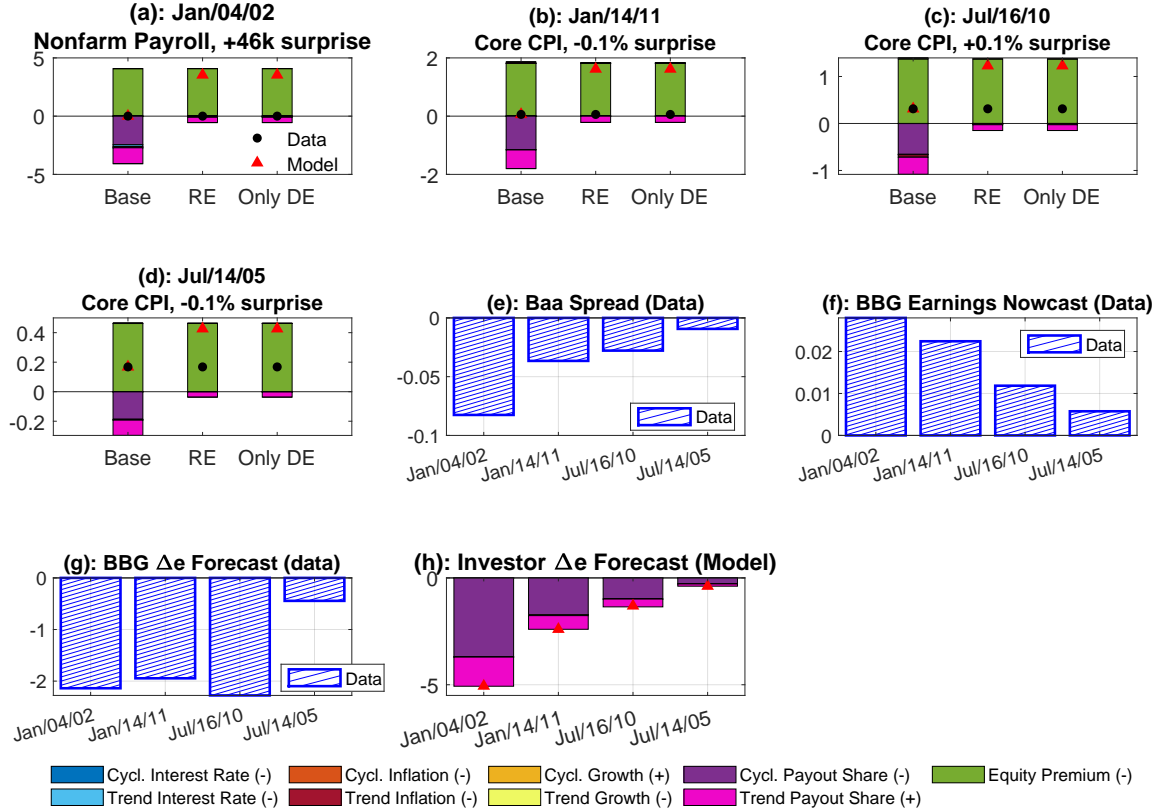 (a): Jan/04/02
Nonfarm Payroll, +46k surprise
5
0
-5
Base RE Only DE
Data
Model
(b): Jan/14/11
Core CPI, -0.1% surprise
2
0
-2
Base RE Only DE
(c): Jul/16/10
Core CPI, +0.1% surprise
1
0
-1
Base RE Only DE
(d): Jul/14/05
Core CPI, -0.1% surprise
0.4
0.2
0
-0.2
Base RE Only DE
(e): Baa Spread (Data)
0
-0.05
-0.1
Data
Jan/04/02 Jan/14/11 Jul/16/10 Jul/14/05
(f): BBG Earnings Nowcast (Data)
0.02
0.01
0
Data
Jan/04/02 Jan/14/11 Jul/16/10 Jul/14/05
(g): BBG Δe Forecast (data)
0
-1
-2
Data
Jan/04/02 Jan/14/11 Jul/16/10 Jul/14/05
(h): Investor Δe Forecast (Model)
0
-5
Jan/04/02 Jan/14/11 Jul/16/10 Jul/14/05
Cycl. Interest Rate (-) Cycl. Inflation (-) Cycl. Growth (+) Cycl. Payout Share (-) Equity Premium (-)
Trend Interest Rate (-) Trend Inflation (-) Trend Growth (-) Trend Payout Share (+)